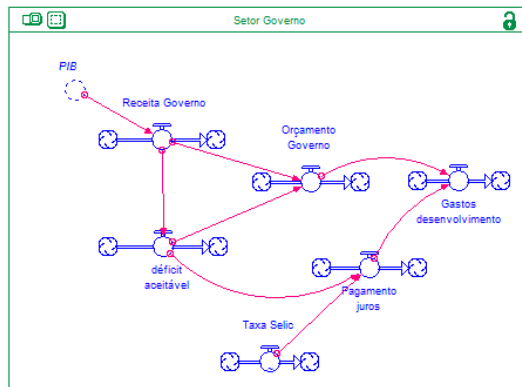 Setor Governo
PIB
Receita Governo
Orçamento
Governo
Gastos
desenvolvimento
déficit
aceitável
Pagamento
juros
Taxa Selic